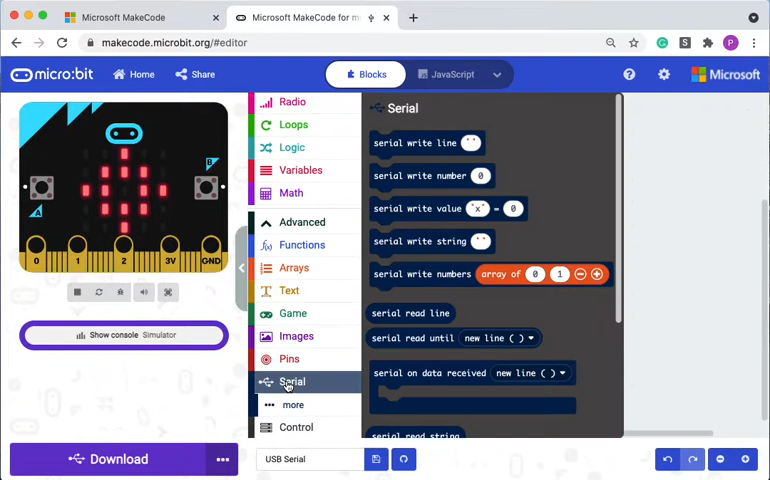 Microsoft MakeCode
Microsoft MakeCode for m
makecode.microbit.org/#editor
G
S
P
micro:bit
Home
Share
Blocks
JavaScript
Microsoft
B
A
0 1 2 3V GND
Show console Simulator
Download
Radio
Loops
Logic
Variables
Math
Advanced
Functions
Arrays
Text
Game
Images
Pins
Serial
more
Control
Serial
serial write line " "
serial write number 0
serial write value "x" = 0
serial write string " "
serial write numbers array of 0 1
serial read line
serial read until new line ( )
serial on data received new line ( )
serial read string
USB Serial